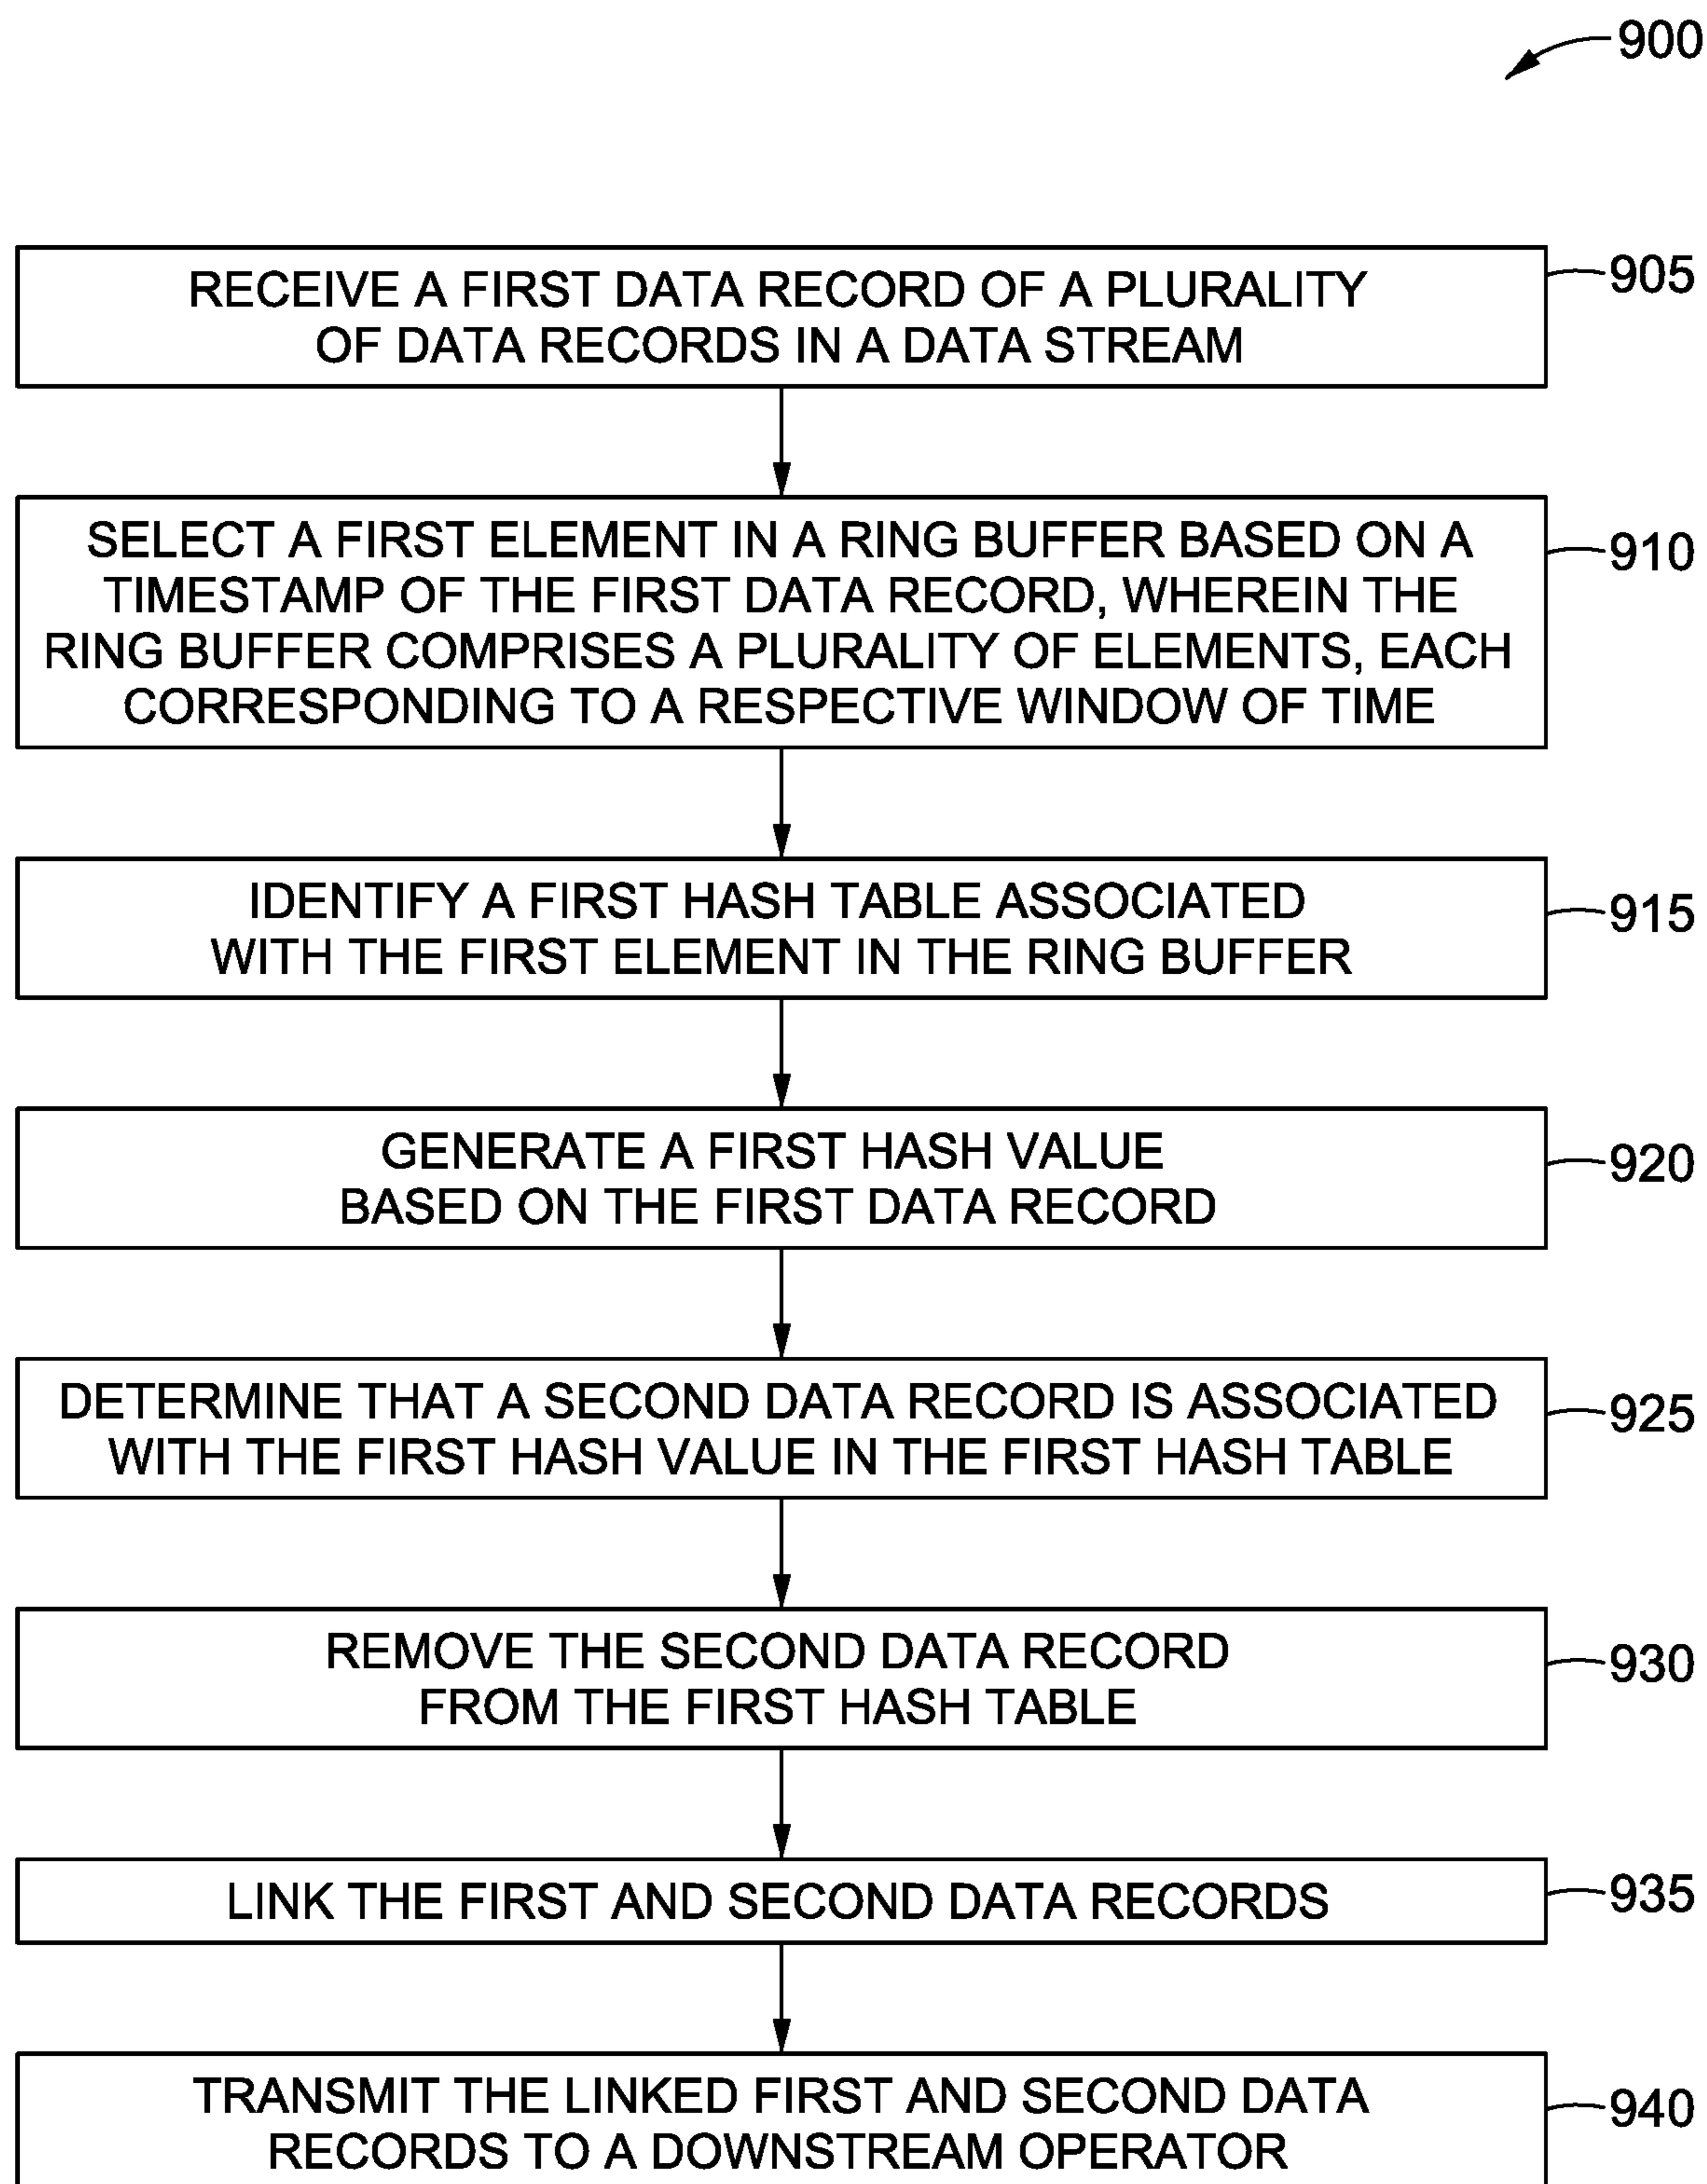 900
RECEIVE A FIRST DATA RECORD OF A PLURALITY
OF DATA RECORDS IN A DATA STREAM
905
SELECT A FIRST ELEMENT IN A RING BUFFER BASED ON A
TIMESTAMP OF THE FIRST DATA RECORD, WHEREIN THE
RING BUFFER COMPRISES A PLURALITY OF ELEMENTS, EACH
CORRESPONDING TO A RESPECTIVE WINDOW OF TIME
910
IDENTIFY A FIRST HASH TABLE ASSOCIATED
WITH THE FIRST ELEMENT IN THE RING BUFFER
915
GENERATE A FIRST HASH VALUE
BASED ON THE FIRST DATA RECORD
920
DETERMINE THAT A SECOND DATA RECORD IS ASSOCIATED
WITH THE FIRST HASH VALUE IN THE FIRST HASH TABLE
925
REMOVE THE SECOND DATA RECORD
FROM THE FIRST HASH TABLE
930
LINK THE FIRST AND SECOND DATA RECORDS
935
TRANSMIT THE LINKED FIRST AND SECOND DATA
RECORDS TO A DOWNSTREAM OPERATOR
940